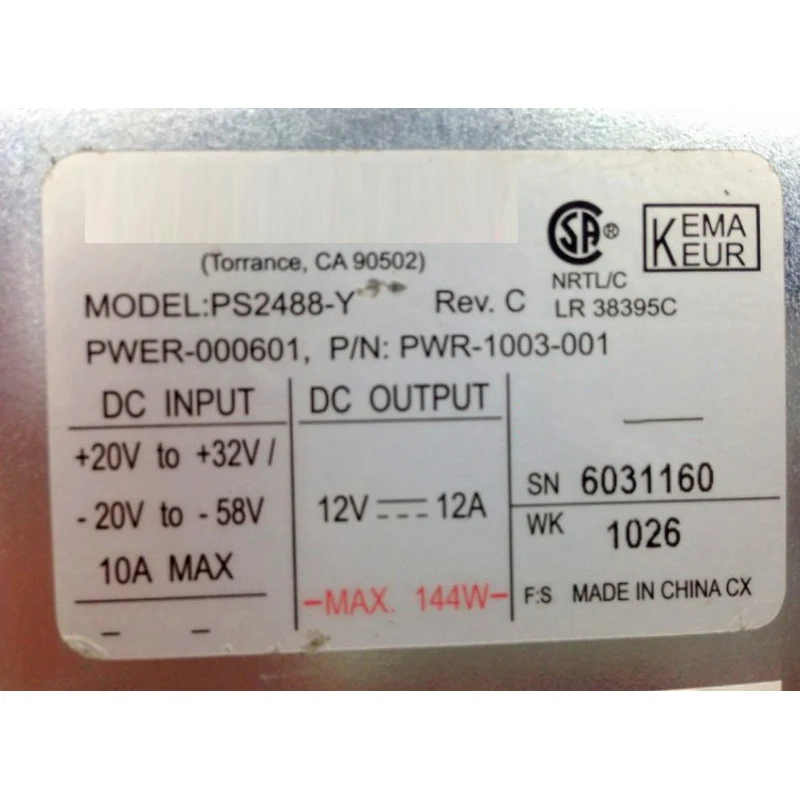 (Torrance, CA 90502)
MODEL:PS2488-Y Rev. C
PWER-000601, P/N: PWR-1003-001
SA®
NRTL/C
LR 38395C
KEMA
KEUR
DC INPUT
+20V to +32V /
- 20V to - 58V
10A MAX
DC OUTPUT
12V 12A
-MAX. 144W-
SN 6031160
WK 1026
F:S MADE IN CHINA CX